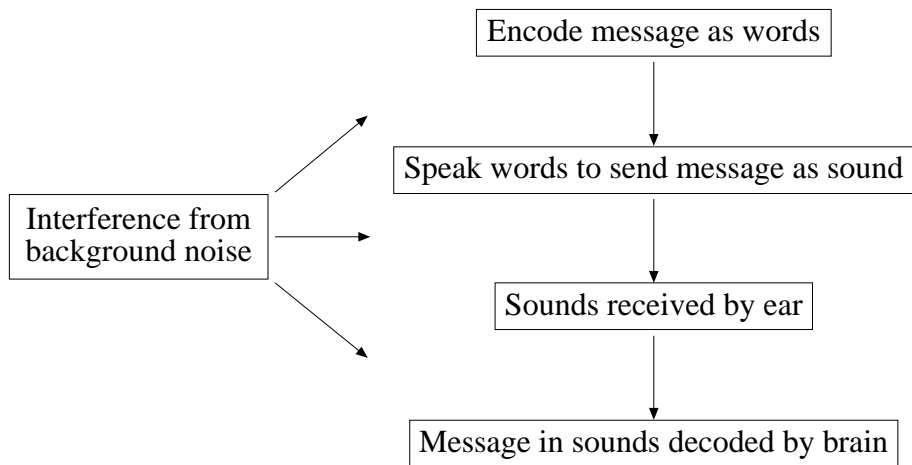 Encode message as words
Speak words to send message as sound
Interference from
background noise
Sounds received by ear
Message in sounds decoded by brain